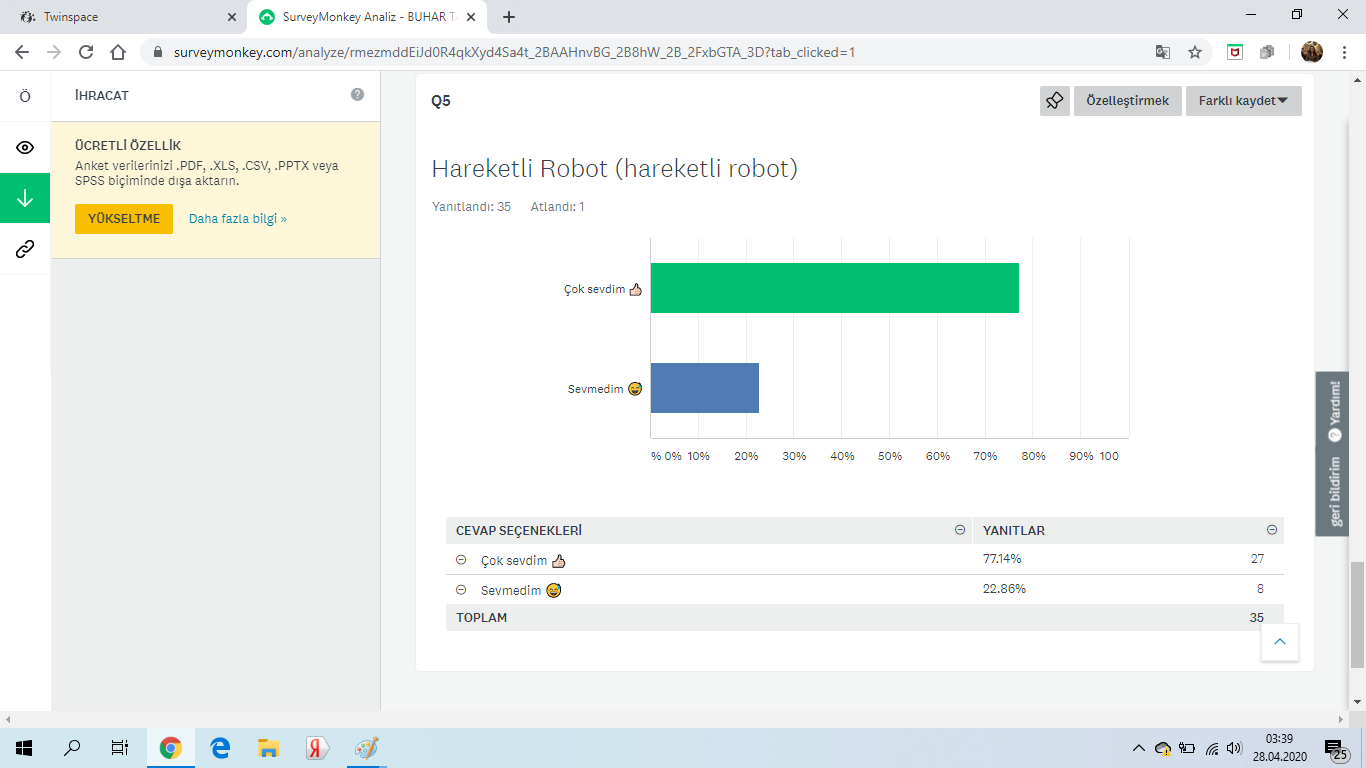 Twinspace
SurveyMonkey Analiz - BUHAR TA
surveymonkey.com/analyze/rmezmddEiJd0R4qkXyd4Sa4t_2BAAHnvBG_2B8hW_2B_2FxbGTA_3D?tab_clicked=1
Ö
İHRACAT
ÜCRETLİ ÖZELLİK
Anket verilerinizi .PDF, .XLS, .CSV, .PPTX veya
SPSS biçiminde dışa aktarın.
YÜKSELTME
Daha fazla bilgi »
Q5
Özelleştirmek
Farklı kaydet
Hareketli Robot (hareketli robot)
Yanıtlandı: 35 Atlandı: 1
Çok sevdim 👍🏻
Sevmedim 😅
% 0% 10% 20% 30% 40% 50% 60% 70% 80% 90% 100
CEVAP SEÇENEKLERİ YANITLAR
Çok sevdim 👍🏻 77.14% 27
Sevmedim 😅 22.86% 8
TOPLAM 35
Yardım!
geri bildirim
03:39
28.04.2020
25